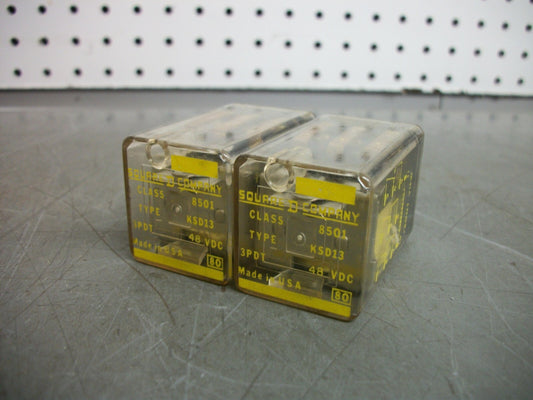 SQUARE D COMPANY
CLASS 8501
TYPE KSD13
3PDT 48 VDC
Made in USA
80
SQUARE D COMPANY
CLASS 8501
TYPE KSD13
3PDT 48 VDC
Made in U.S.A
80